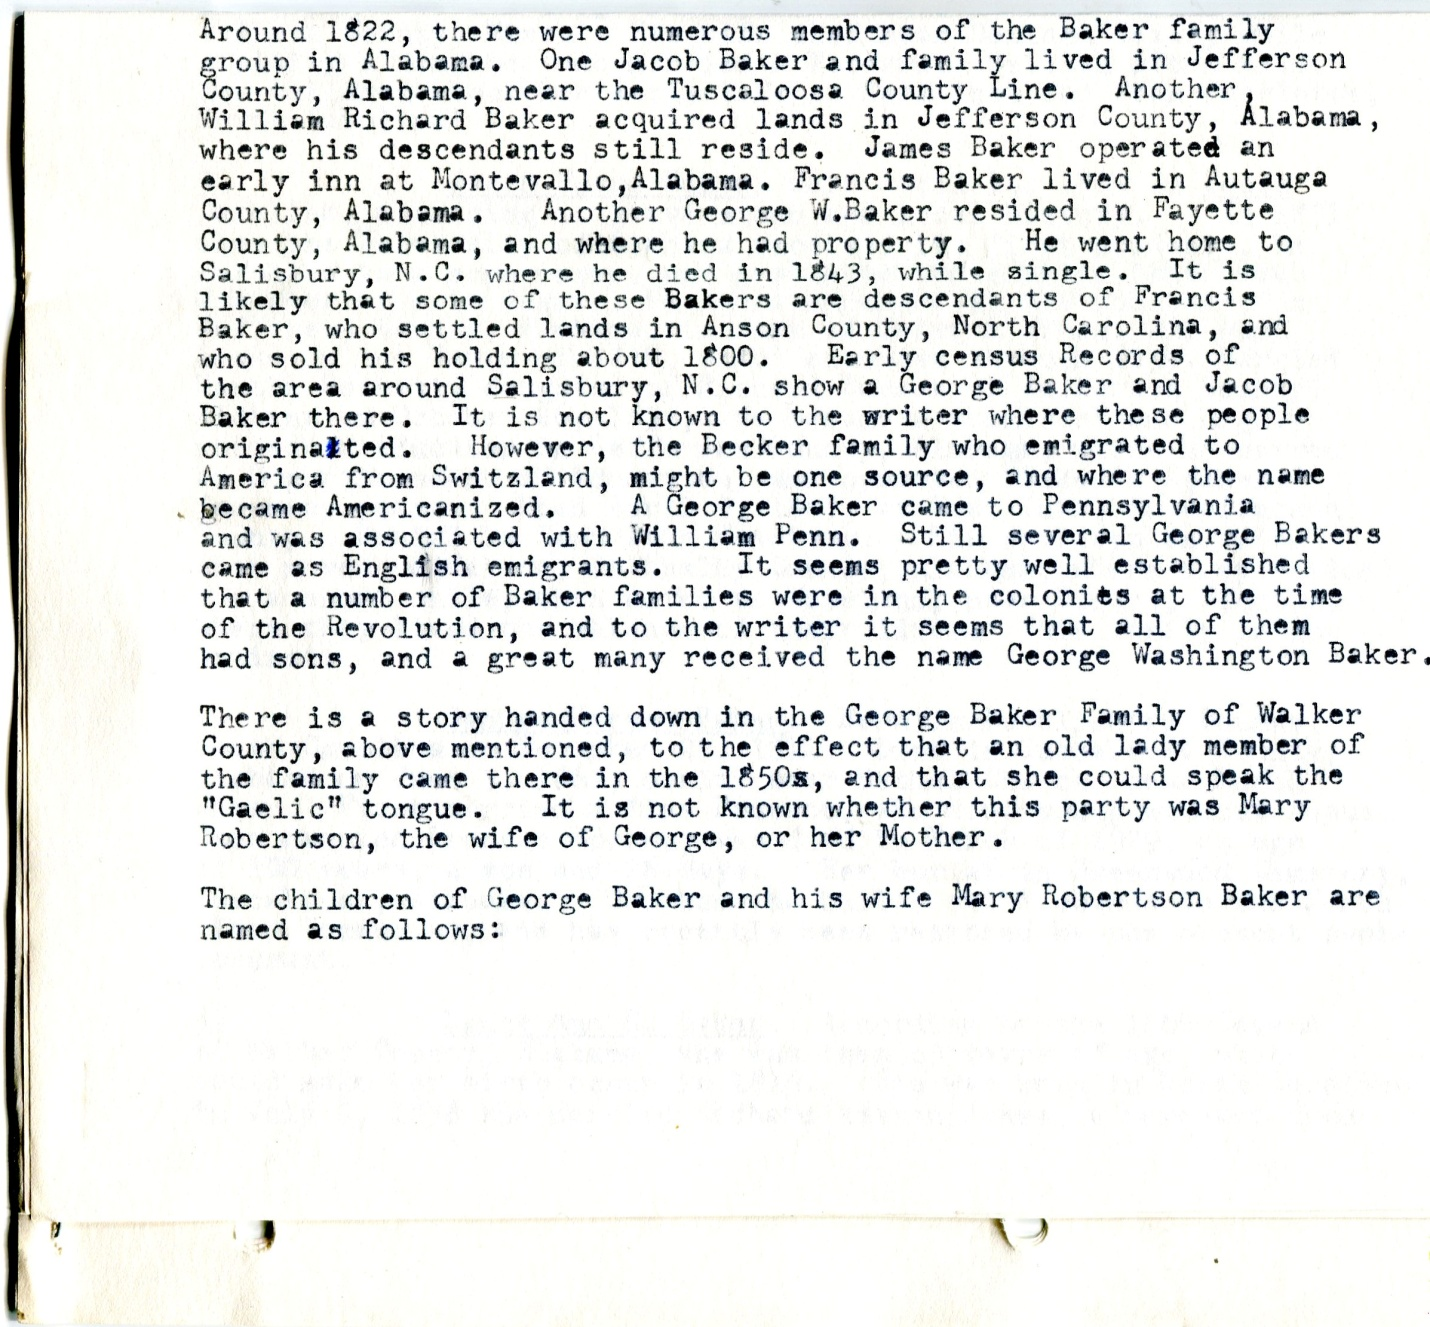 Around 1822, there were numerous members of the Baker family
group in Alabama.  One Jacob Baker and family lived in Jefferson
County, Alabama, near the Tuscaloosa County Line.  Another,
William Richard Baker acquired lands in Jefferson County, Alabama,
where his descendants still reside.  James Baker operated an
early inn at Montevallo,Alabama. Francis Baker lived in Autauga
County, Alabama.   Another George W.Baker resided in Fayette
County, Alabama, and where he had property.   He went home to
Salisbury, N.C. where he died in 1843, while single.  It is
likely that some of these Bakers are descendants of Francis
Baker, who settled lands in Anson County, North Carolina, and
who sold his holding about 1800.   Early census Records of
the area around Salisbury, N.C. show a George Baker and Jacob
Baker there.  It is not known to the writer where these people
originatted.   However, the Becker family who emigrated to
America from Switzland, might be one source, and where the name
became Americanized.    A George Baker came to Pennsylvania
and was associated with William Penn.  Still several George Bakers
came as English emigrants.    It seems pretty well established
that a number of Baker families were in the colonies at the time
of the Revolution, and to the writer it seems that all of them
had sons, and a great many received the name George Washington Baker.
There is a story handed down in the George Baker Family of Walker
County, above mentioned, to the effect that an old lady member of
the family came there in the 1850s, and that she could speak the
"Gaelic" tongue.   It is not known whether this party was Mary
Robertson, the wife of George, or her Mother.
The children of George Baker and his wife Mary Robertson Baker are
named as follows: